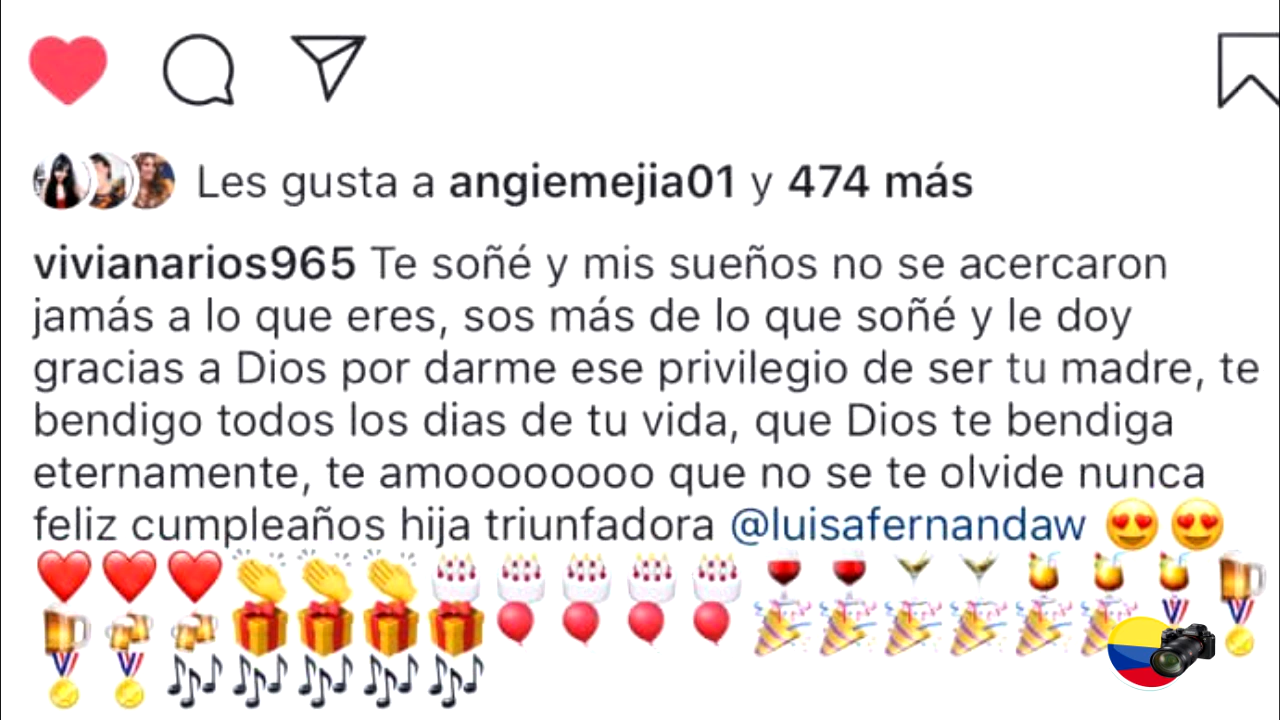 Les gusta a angiemejia01 y 474 más
vivianarios965 Te soñé y mis sueños no se acercaron
jamás a lo que eres, sos más de lo que soñé y le doy
gracias a Dios por darme ese privilegio de ser tu madre, te
bendigo todos los dias de tu vida, que Dios te bendiga
eternamente, te amoooooooo que no se te olvide nunca
feliz cumpleaños hija triunfadora @luisafernandaw 😍😍
❤️❤️❤️👏👏👏🎂🎂🎂🎂🎂🍷🍷🍸🍸🍹🍹🍹🍺
🍺🍻🍻🎁🎁🎁🎁🎈🎈🎈🎈🎉🎉🎉🎉🎉🎉🏅🏅
🏅🏅🎶🎶🎶🎶🎶